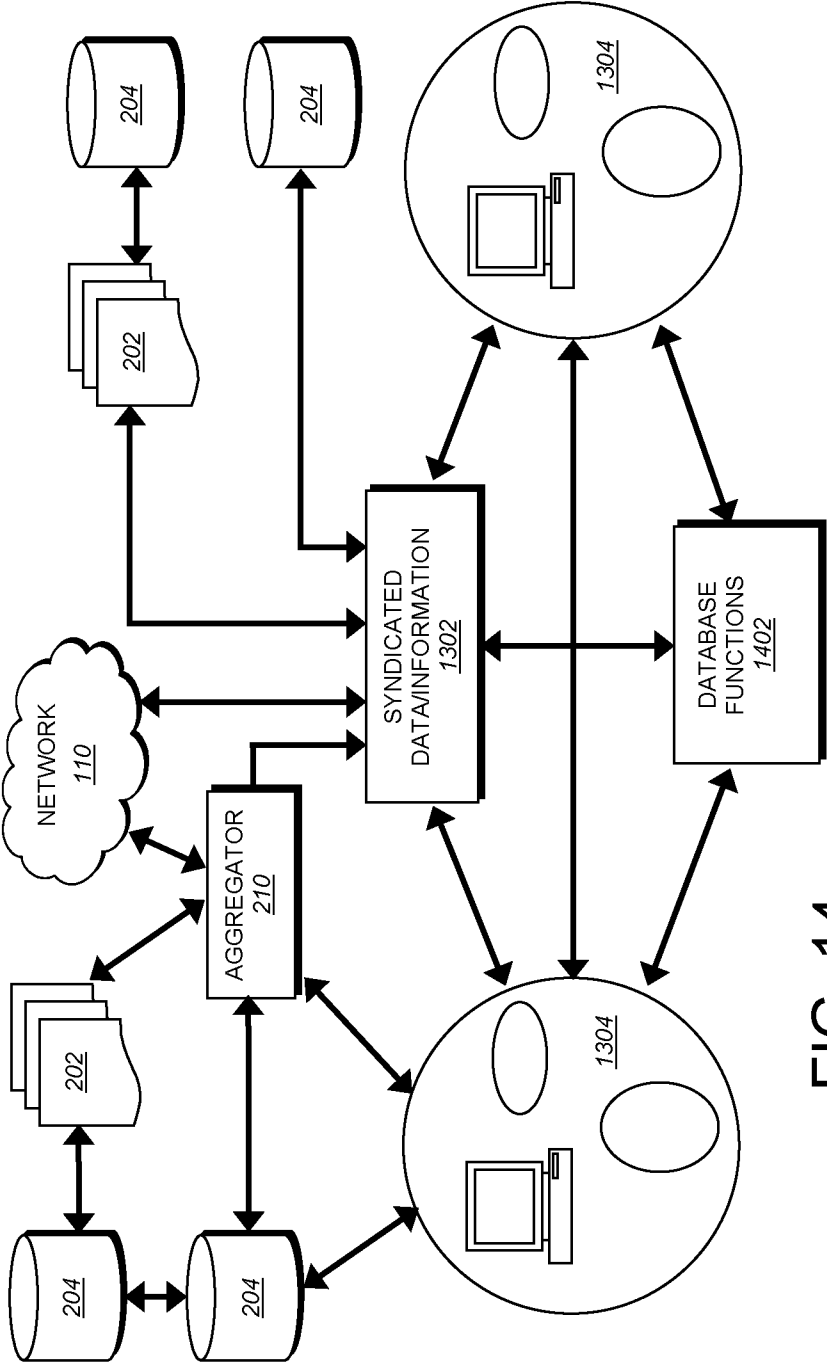 NETWORK
110
204
202
202
204
204
AGGREGATOR
210
204
SYNDICATED
DATA/INFORMATION
1302
1304
1304
DATABASE
FUNCTIONS
1402
FIG. 14